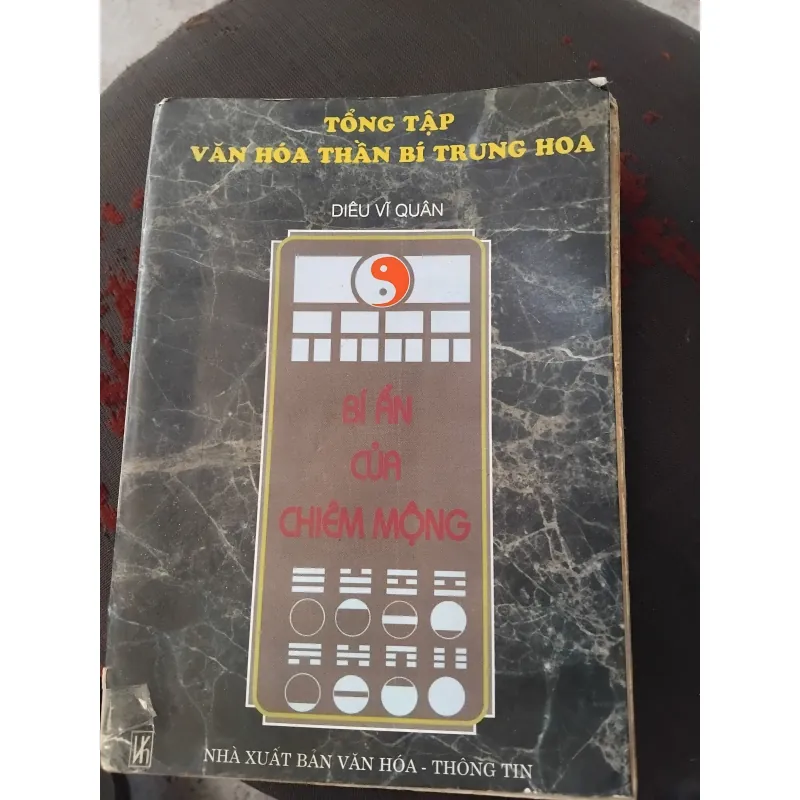 TỔNG TẬP
VĂN HÓA THẦN BÍ TRUNG HOA
DIÊU VĨ QUÂN
BÍ ẨN
CỦA
CHIÊM MỘNG
NHÀ XUẤT BẢN VĂN HÓA - THÔNG TIN